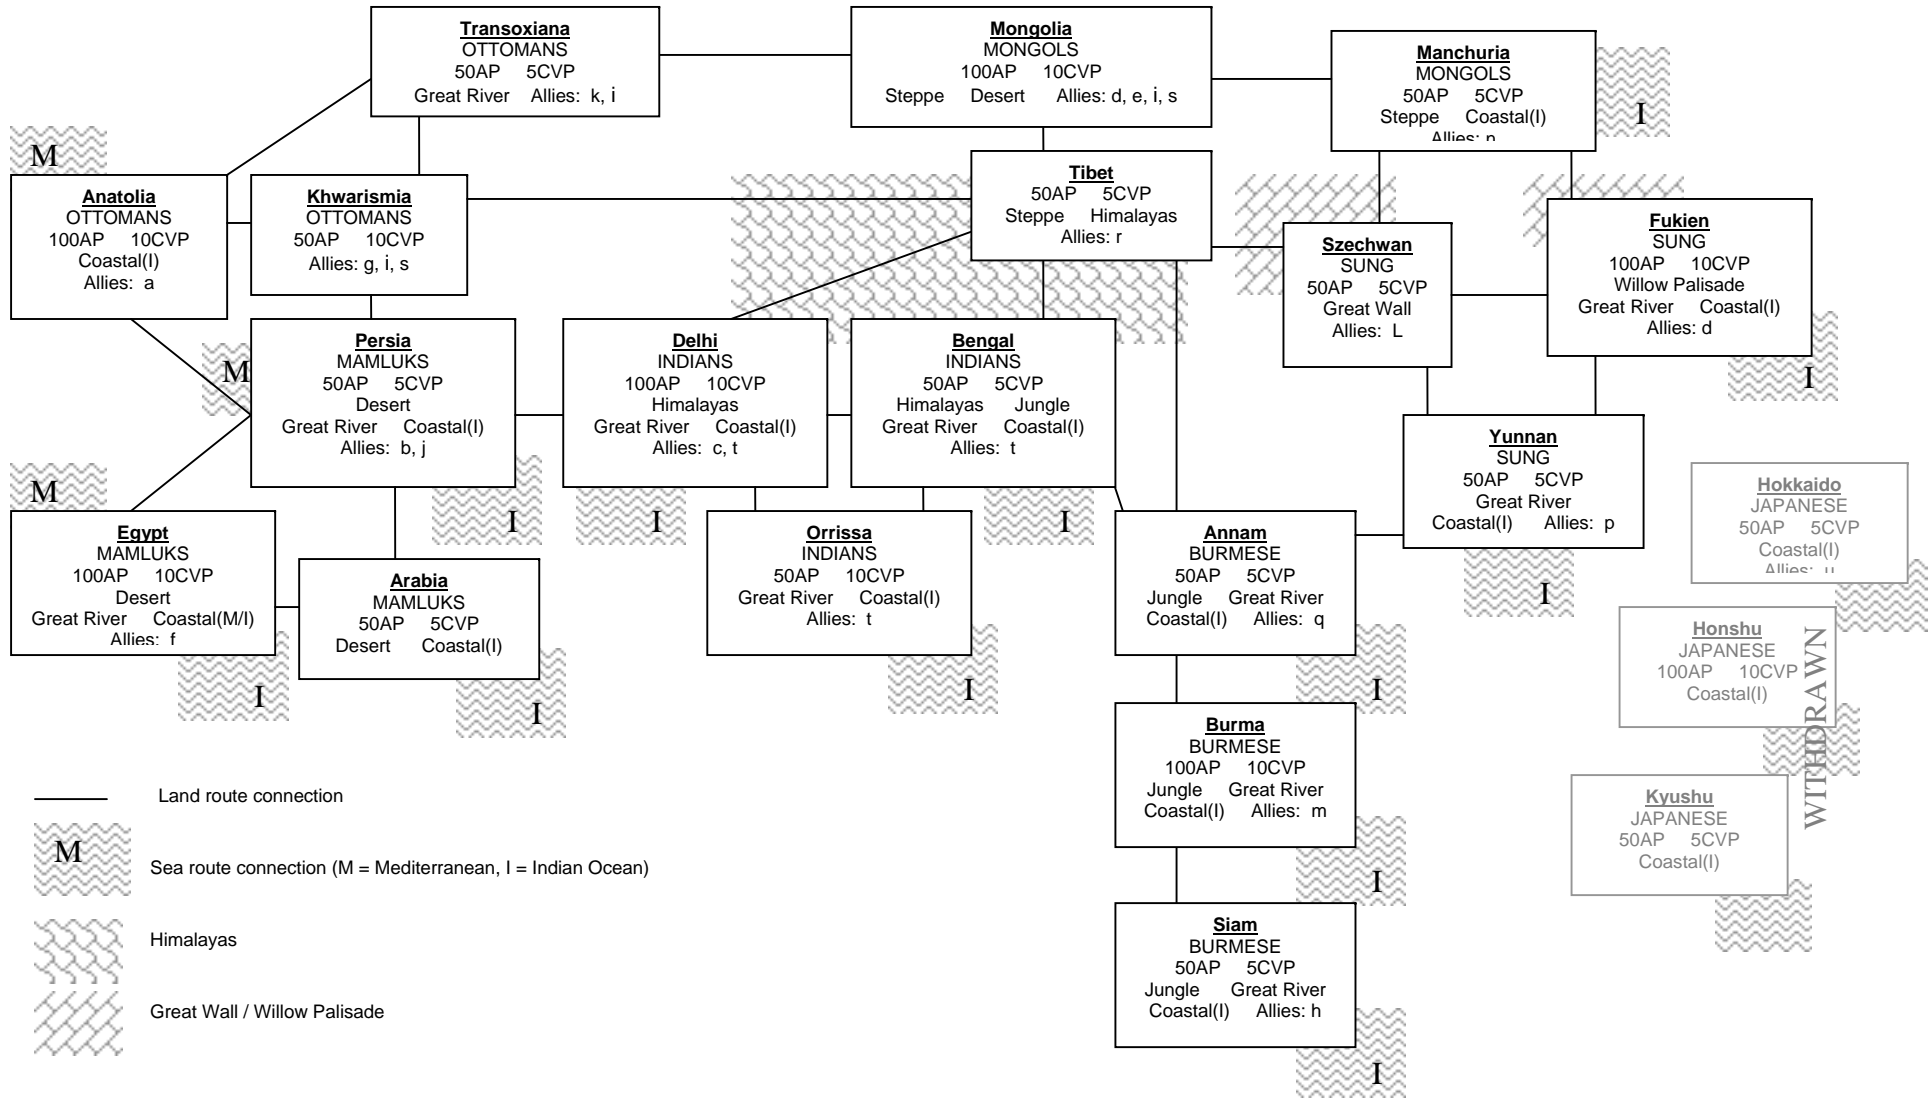 Transoxiana
OTTOMANS
50AP 5CVP
Great River Allies: k, i
Mongolia
MONGOLS
100AP 10CVP
Steppe Desert Allies: d, e, i, s
Manchuria
MONGOLS
50AP 5CVP
Steppe Coastal(I)
Allies: n
I
M
Anatolia
OTTOMANS
100AP 10CVP
Coastal(I)
Allies: a
Khwarismia
OTTOMANS
50AP 10CVP
Allies: g, i, s
Tibet
50AP 5CVP
Steppe Himalayas
Allies: r
Szechwan
SUNG
50AP 5CVP
Great Wall
Allies: L
Fukien
SUNG
100AP 10CVP
Willow Palisade
Great River Coastal(I)
Allies: d
I
M
Persia
MAMLUKS
50AP 5CVP
Desert
Great River Coastal(I)
Allies: b, j
I
Delhi
INDIANS
100AP 10CVP
Himalayas
Great River Coastal(I)
Allies: c, t
I
Bengal
INDIANS
50AP 5CVP
Himalayas Jungle
Great River Coastal(I)
Allies: t
I
Yunnan
SUNG
50AP 5CVP
Great River
Coastal(I) Allies: p
I
Hokkaido
JAPANESE
50AP 5CVP
Coastal(I)
Allies: u
M
Egypt
MAMLUKS
100AP 10CVP
Desert
Great River Coastal(M/I)
Allies: f
I
Arabia
MAMLUKS
50AP 5CVP
Desert Coastal(I)
I
Orrissa
INDIANS
50AP 10CVP
Great River Coastal(I)
Allies: t
I
Annam
BURMESE
50AP 5CVP
Jungle Great River
Coastal(I) Allies: q
I
Honshu
JAPANESE
100AP 10CVP
Coastal(I)
WITHDRAWN
Burma
BURMESE
100AP 10CVP
Jungle Great River
Coastal(I) Allies: m
I
Kyushu
JAPANESE
50AP 5CVP
Coastal(I)
Siam
BURMESE
50AP 5CVP
Jungle Great River
Coastal(I) Allies: h
I
Land route connection
M
Sea route connection (M = Mediterranean, I = Indian Ocean)
Himalayas
Great Wall / Willow Palisade